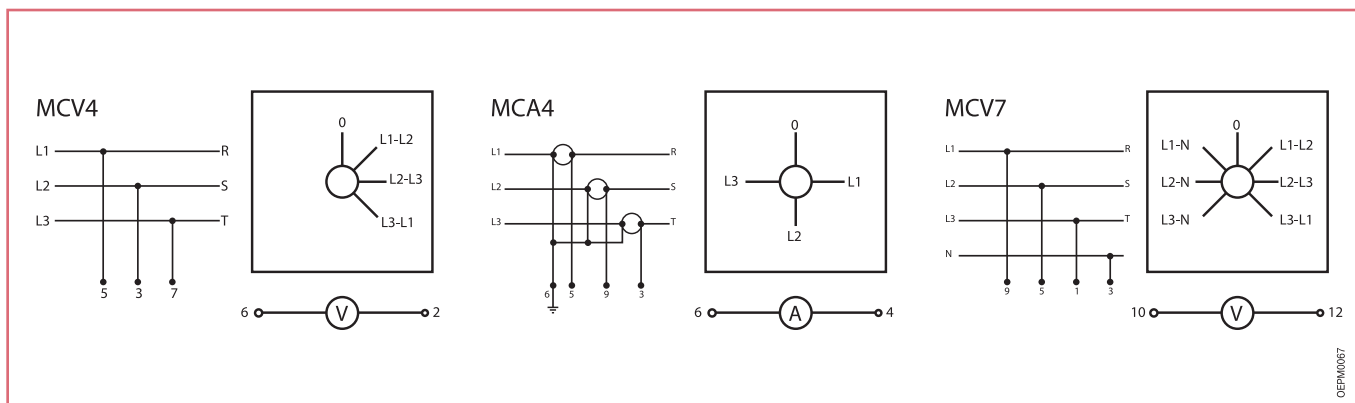 MCV4
0
L1-L2
L2-L3
L3-L1
L1 R
L2 S
L3 T
5 3 7
6 V 2
MCA4
0
L3 L1
L2
L1 R
L2 S
L3 T
6 5 9 3
6 A 4
MCV7
0
L1-N L1-L2
L2-N L2-L3
L3-N L3-L1
L1 R
L2 S
L3 T
N
9 5 1 3
10 V 12
OEPM0067